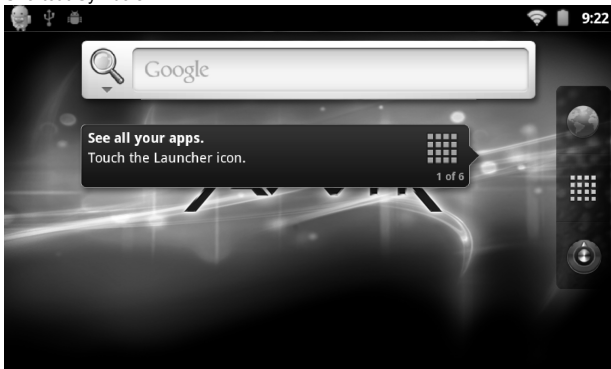 9:22
Google
See all your apps.
Touch the Launcher icon.
1 of 6